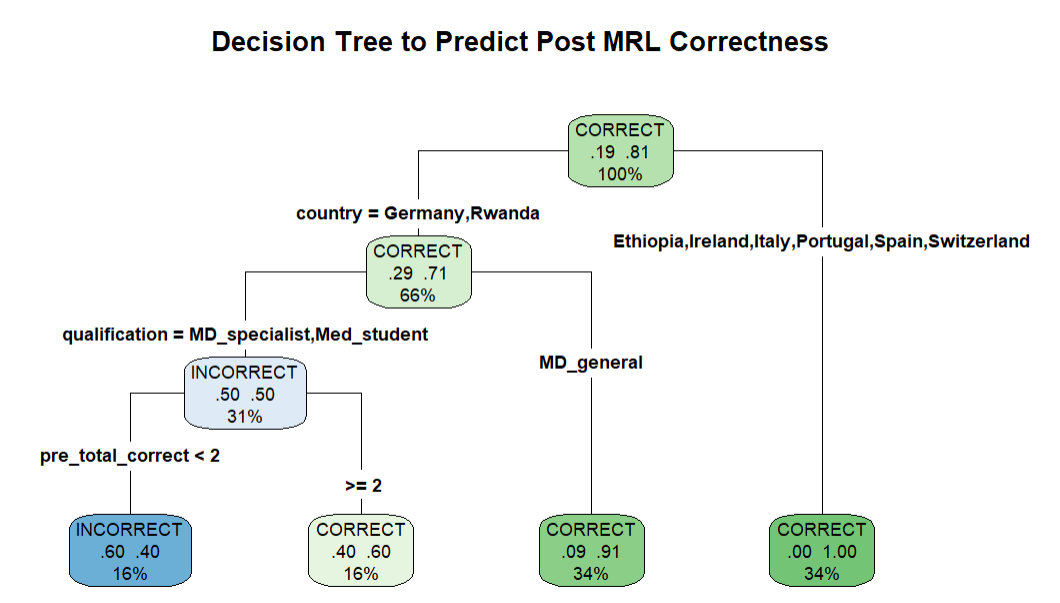 Decision Tree to Predict Post MRL Correctness
CORRECT
.19 .81
100%
country = Germany,Rwanda
Ethiopia,Ireland,Italy,Portugal,Spain,Switzerland
CORRECT
.29 .71
66%
qualification = MD_specialist,Med_student
MD_general
INCORRECT
.50 .50
31%
pre_total_correct < 2
>= 2
INCORRECT
.60 .40
16%
CORRECT
.40 .60
16%
CORRECT
.09 .91
34%
CORRECT
.00 1.00
34%